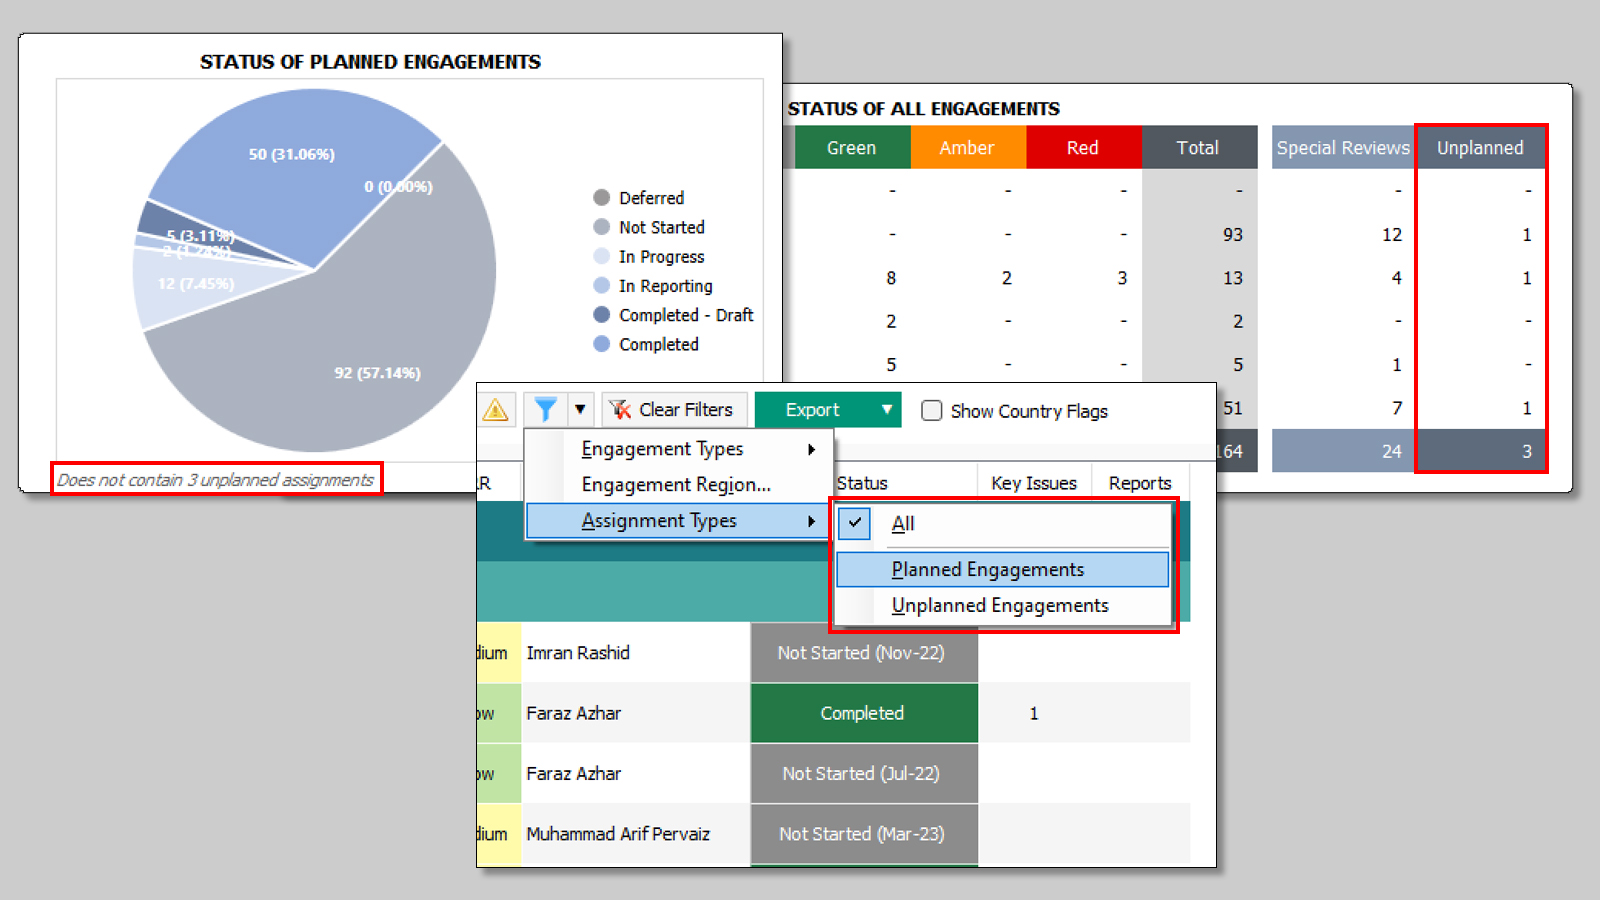 STATUS OF PLANNED ENGAGEMENTS
50 (31.06%)
0 (0.00%)
5 (3.11%)
2 (1.24%)
12 (7.45%)
92 (57.14%)
Deferred
Not Started
In Progress
In Reporting
Completed - Draft
Completed
Does not contain 3 unplanned assignments
STATUS OF ALL ENGAGEMENTS
Green Amber Red Total Special Reviews Unplanned
- - - - - -
- - - 93 12 1
8 2 3 13 4 1
2 - - 2 - -
5 - - 5 1 -
51 7 1
164 24 3
Clear Filters Export Show Country Flags
Engagement Types
Engagement Region...
Assignment Types
All
Planned Engagements
Unplanned Engagements
R Status Key Issues Reports
dium Imran Rashid Not Started (Nov-22)
ow Faraz Azhar Completed 1
ow Faraz Azhar Not Started (Jul-22)
dium Muhammad Arif Pervaiz Not Started (Mar-23)